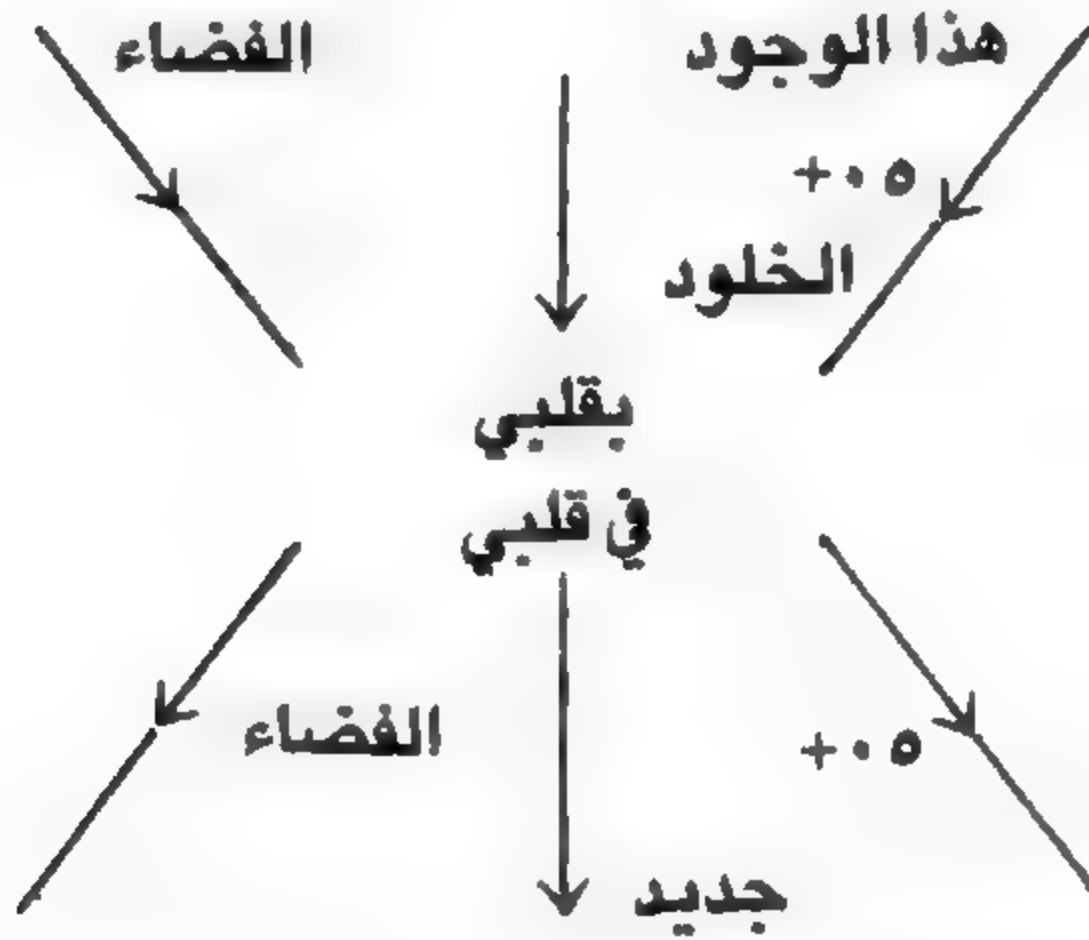 هذا الوجود
الفضاء
+٠٥
الخلود
بقلبي
في قلبي
الفضاء
+٠٥
جديد